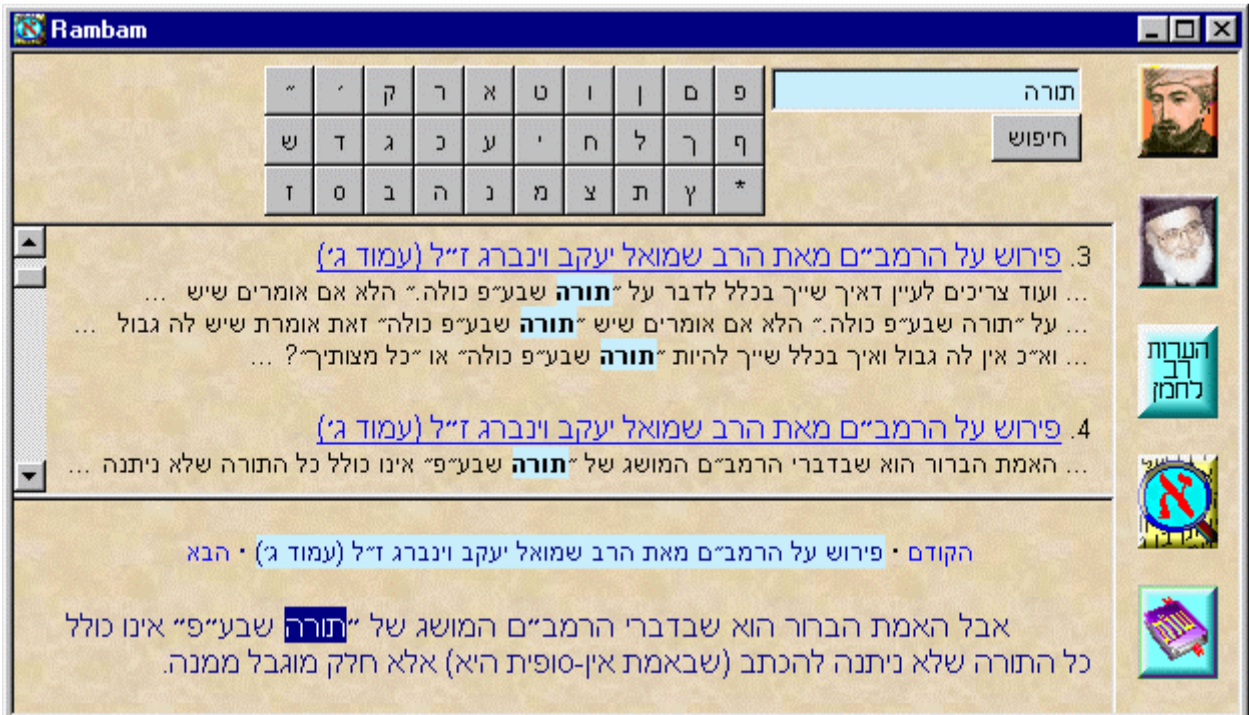 Rambam
תורה
חיפוש
פ ם ן ו ט א ר ק ׳ ״
ף ך ל ח י ע כ ג ד ש
* ץ ת צ מ נ ה ב ס ז
3. פירוש על הרמב״ם מאת הרב שמואל יעקב וינברג ז״ל (עמוד ג׳)
... ועוד צריכים לעיין דאיך שייך בכלל לדבר על ״תורה שבע״פ כולה.״ הלא אם אומרים שיש ...
... על ״תורה שבע״פ כולה.״ הלא אם אומרים שיש ״תורה שבע״פ כולה״ זאת אומרת שיש לה גבול ...
... וא״כ אין לה גבול ואיך בכלל שייך להיות ״תורה שבע״פ כולה״ או ״כל מצותיך״? ...
4. פירוש על הרמב״ם מאת הרב שמואל יעקב וינברג ז״ל (עמוד ג׳)
... האמת הברור הוא שבדברי הרמב״ם המושג של ״תורה שבע״פ״ אינו כולל כל התורה שלא ניתנה ...
הקודם · פירוש על הרמב״ם מאת הרב שמואל יעקב וינברג ז״ל (עמוד ג׳) · הבא
אבל האמת הברור הוא שבדברי הרמב״ם המושג של ״תורה שבע״פ״ אינו כולל
כל התורה שלא ניתנה להכתב (שבאמת אין-סופית היא) אלא חלק מוגבל ממנה.
הערות
רב
לחמן
א